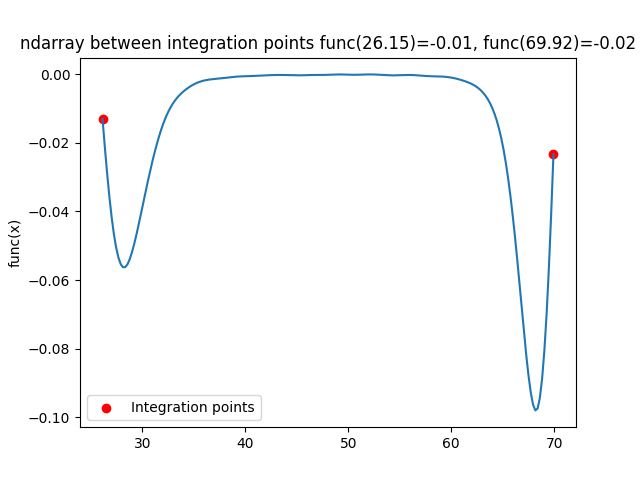 ndarray between integration points func(26.15)=-0.01, func(69.92)=-0.02
0.00
−0.02
−0.04
−0.06
−0.08
−0.10
func(x)
Integration points
30 40 50 60 70